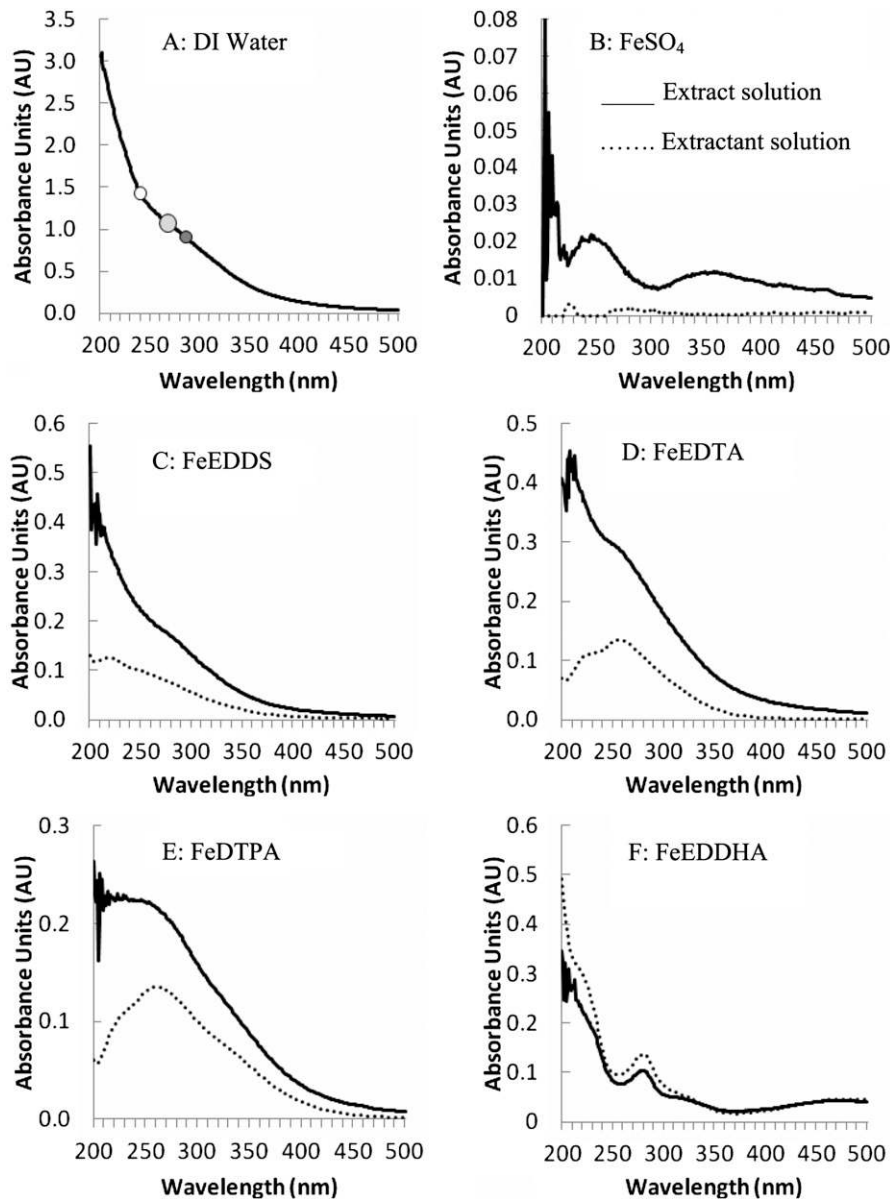 A: DI Water
Absorbance Units (AU)
3.5
3.0
2.5
2.0
1.5
1.0
0.5
0.0
200 250 300 350 400 450 500
Wavelength (nm)
B: FeSO₄
_____ Extract solution
....... Extractant solution
Absorbance Units (AU)
0.08
0.07
0.06
0.05
0.04
0.03
0.02
0.01
0
200 250 300 350 400 450 500
Wavelength (nm)
C: FeEDDS
Absorbance Units (AU)
0.6
0.5
0.4
0.3
0.2
0.1
0.0
200 250 300 350 400 450 500
Wavelength (nm)
D: FeEDTA
Absorbance Units (AU)
0.5
0.4
0.3
0.2
0.1
0.0
200 250 300 350 400 450 500
Wavelength (nm)
E: FeDTPA
Absorbance Units (AU)
0.3
0.2
0.1
0.0
200 250 300 350 400 450 500
Wavelength (nm)
F: FeEDDHA
Absorbance Units (AU)
0.6
0.5
0.4
0.3
0.2
0.1
0
200 250 300 350 400 450 500
Wavelength (nm)